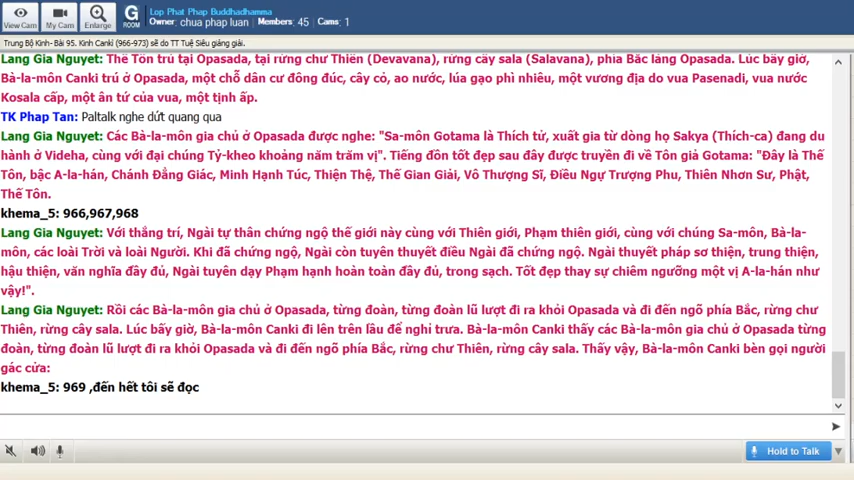 Lop Phat Phap Buddhadhamma
Owner: chua phap luan Members: 45 Cams: 1
View Cam My Cam Enlarge G ROOM
Trung Bộ Kinh- Bài 95. Kinh Canki (966-973) sẽ do TT Tuệ Siêu giảng giải.
Lang Gia Nguyet: Thế Tôn trú tại Opasada, tại rừng chư Thiên (Devavana), rừng cây sala (Salavana), phía Bắc làng Opasada. Lúc bấy giờ,
Bà-la-môn Canki trú ở Opasada, một chỗ dân cư đông đúc, cây cỏ, ao nước, lúa gạo phì nhiêu, một vương địa do vua Pasenadi, vua nước
Kosala cấp, một ân tứ của vua, một tịnh ấp.
TK Phap Tan: Paltalk nghe dứt quang qua
Lang Gia Nguyet: Các Bà-la-môn gia chủ ở Opasada được nghe: "Sa-môn Gotama là Thích tử, xuất gia từ dòng họ Sakya (Thích-ca) đang du
hành ở Videha, cùng với đại chúng Tỷ-kheo khoảng năm trăm vị". Tiếng đồn tốt đẹp sau đây được truyền đi về Tôn giả Gotama: "Đây là Thế
Tôn, bậc A-la-hán, Chánh Đẳng Giác, Minh Hạnh Túc, Thiện Thệ, Thế Gian Giải, Vô Thượng Sĩ, Điều Ngự Trượng Phu, Thiên Nhơn Sư, Phật,
Thế Tôn.
khema_5: 966,967,968
Lang Gia Nguyet: Với thắng trí, Ngài tự thân chứng ngộ thế giới này cùng với Thiên giới, Phạm thiên giới, cùng với chúng Sa-môn, Bà-la-
môn, các loài Trời và loài Người. Khi đã chứng ngộ, Ngài còn tuyên thuyết điều Ngài đã chứng ngộ. Ngài thuyết pháp sơ thiện, trung thiện,
hậu thiện, văn nghĩa đầy đủ, Ngài tuyên dạy Phạm hạnh hoàn toàn đầy đủ, trong sạch. Tốt đẹp thay sự chiêm ngưỡng một vị A-la-hán như
vậy!".
Lang Gia Nguyet: Rồi các Bà-la-môn gia chủ ở Opasada, từng đoàn, từng đoàn lũ lượt đi ra khỏi Opasada và đi đến ngõ phía Bắc, rừng chư
Thiên, rừng cây sala. Lúc bấy giờ, Bà-la-môn Canki đi lên trên lầu để nghỉ trưa. Bà-la-môn Canki thấy các Bà-la-môn gia chủ ở Opasada từng
đoàn, từng đoàn lũ lượt đi ra khỏi Opasada và đi đến ngõ phía Bắc, rừng chư Thiên, rừng cây sala. Thấy vậy, Bà-la-môn Canki bèn gọi người
gác cửa:
khema_5: 969 ,đến hết tôi sẽ đọc
Hold to Talk